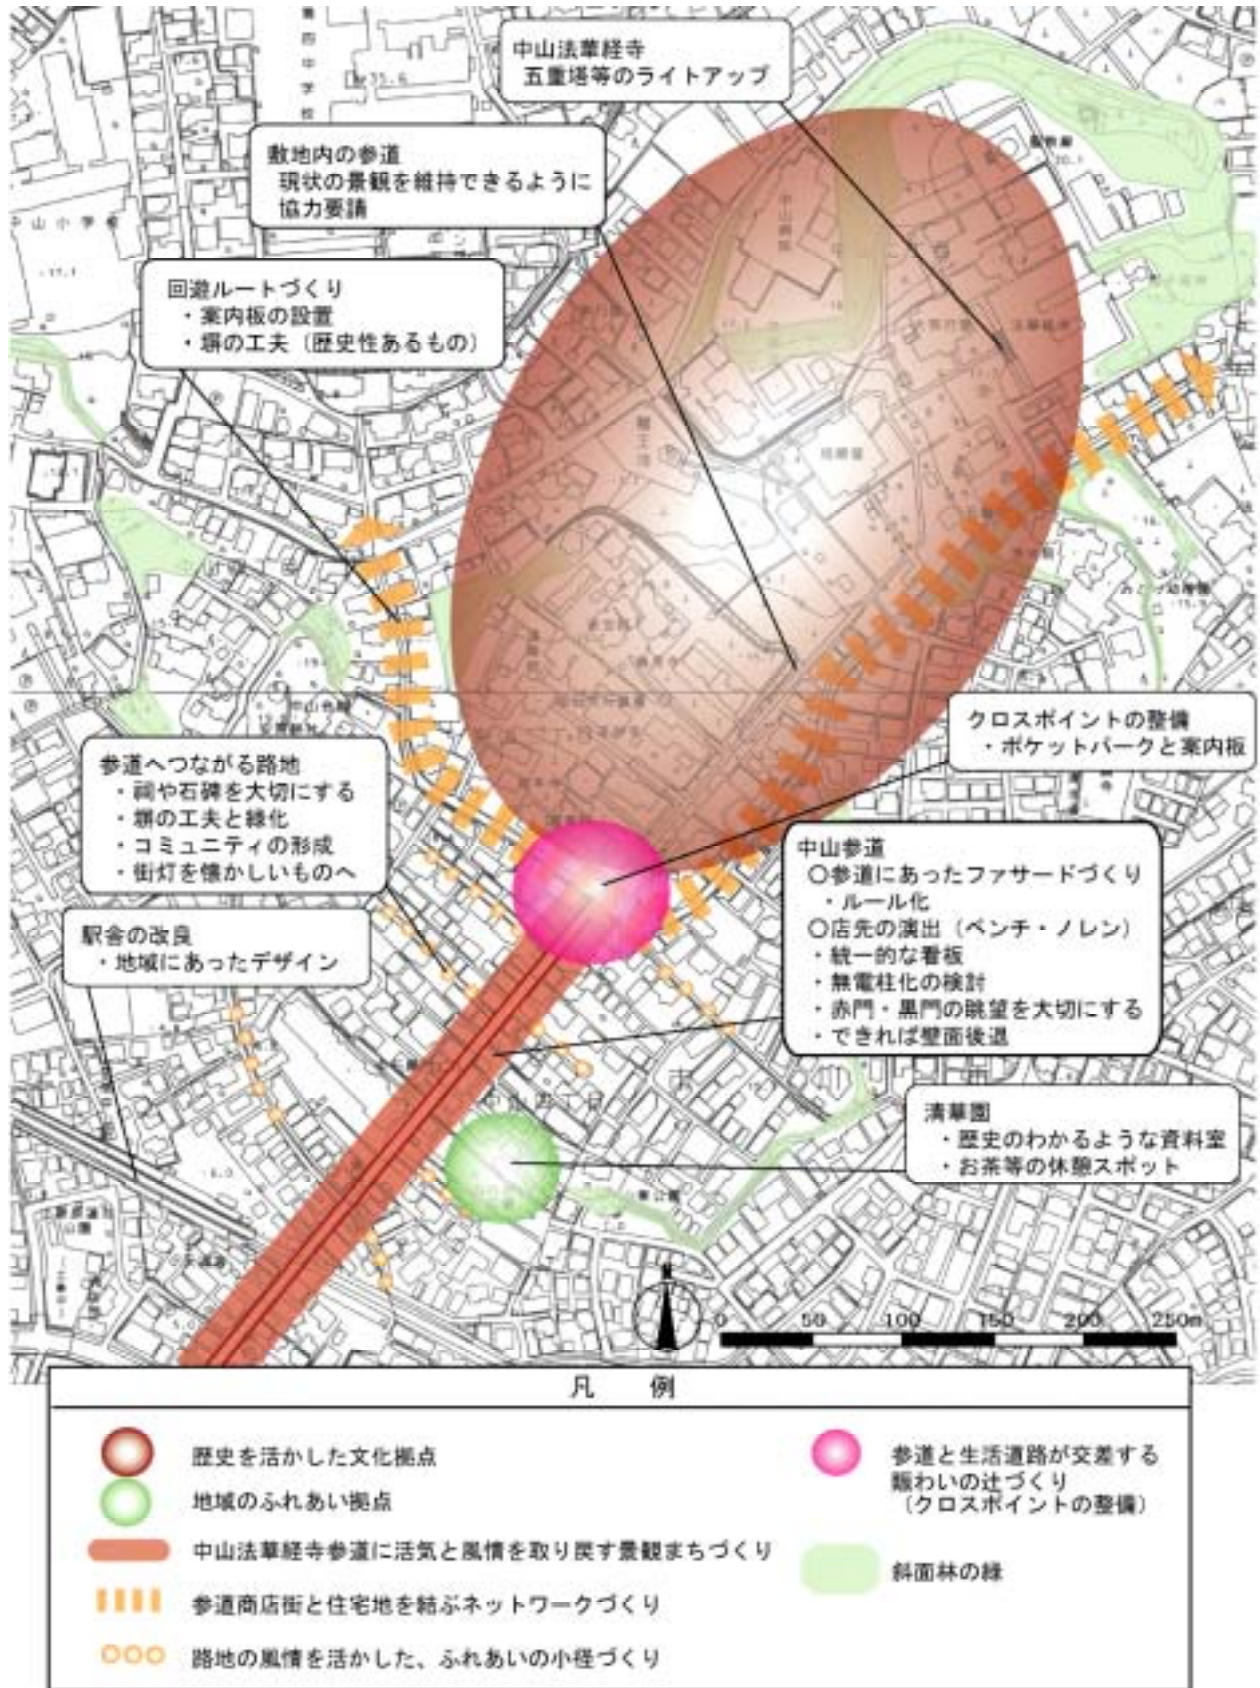 中山法華経寺
五重塔等のライトアップ
敷地内の参道
現状の景観を維持できるように
協力要請
中山小学校
回遊ルートづくり
・案内板の設置
・塀の工夫（歴史性あるもの）
クロスポイントの整備
・ポケットパークと案内板
参道へつながる路地
・祠や石碑を大切にする
・塀の工夫と緑化
・コミュニティの形成
・街灯を懐かしいものへ
中山参道
○参道にあったファサードづくり
・ルール化
○店先の演出（ベンチ・ノレン）
・統一的な看板
・無電柱化の検討
・赤門・黒門の眺望を大切にする
・できれば壁面後退
駅舎の改良
・地域にあったデザイン
清華園
・歴史のわかるような資料室
・お茶等の休憩スポット
N
0 50 100 150 200 250m
凡 例
歴史を活かした文化拠点
地域のふれあい拠点
中山法華経寺参道に活気と風情を取り戻す景観まちづくり
参道商店街と住宅地を結ぶネットワークづくり
路地の風情を活かした、ふれあいの小径づくり
参道と生活道路が交差する
賑わいの辻づくり
（クロスポイントの整備）
斜面林の緑